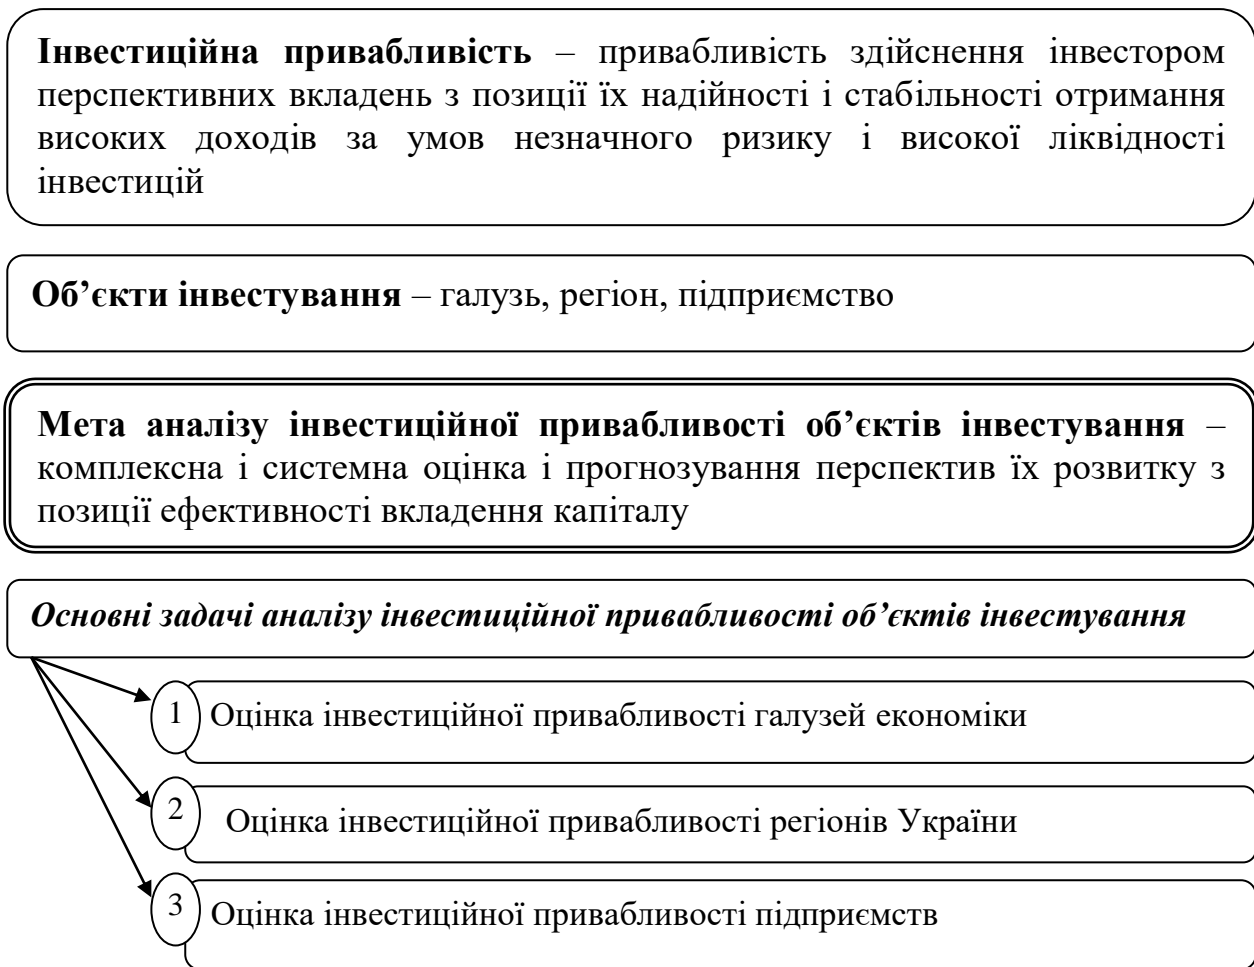 Інвестиційна привабливість – привабливість здійснення інвестором
перспективних вкладень з позиції їх надійності і стабільності отримання
високих доходів за умов незначного ризику і високої ліквідності
інвестицій
Об’єкти інвестування – галузь, регіон, підприємство
Мета аналізу інвестиційної привабливості об’єктів інвестування –
комплексна і системна оцінка і прогнозування перспектив їх розвитку з
позиції ефективності вкладення капіталу
Основні задачі аналізу інвестиційної привабливості об’єктів інвестування
1 Оцінка інвестиційної привабливості галузей економіки
2 Оцінка інвестиційної привабливості регіонів України
3 Оцінка інвестиційної привабливості підприємств